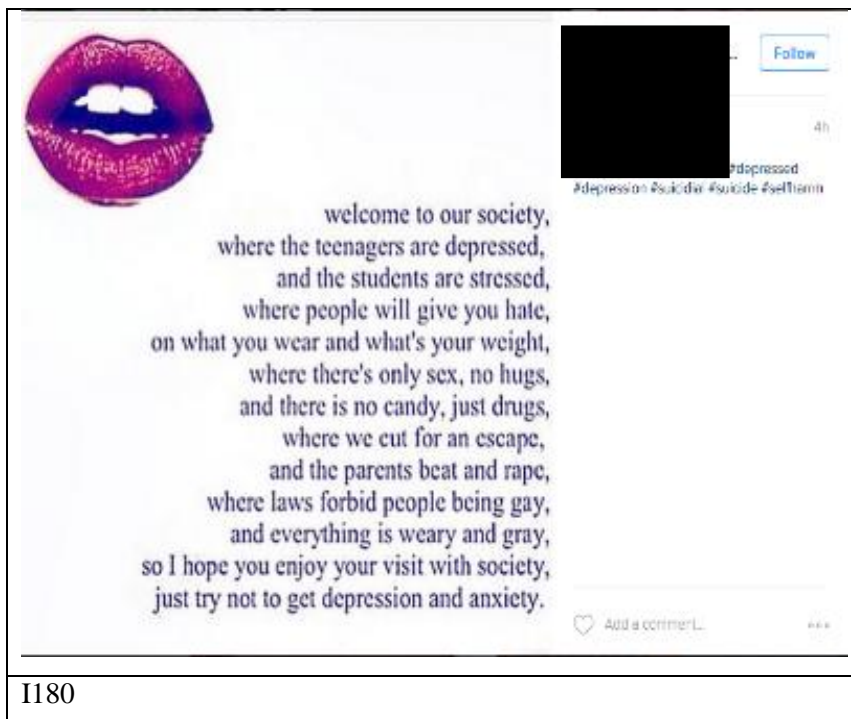 Follow
4h
#depressed
#depression #suicidial #suicide #selfharm
welcome to our society,
where the teenagers are depressed,
and the students are stressed,
where people will give you hate,
on what you wear and what's your weight,
where there's only sex, no hugs,
and there is no candy, just drugs,
where we cut for an escape,
and the parents beat and rape,
where laws forbid people being gay,
and everything is weary and gray,
so I hope you enjoy your visit with society,
just try not to get depression and anxiety.
Add a comment...
I180